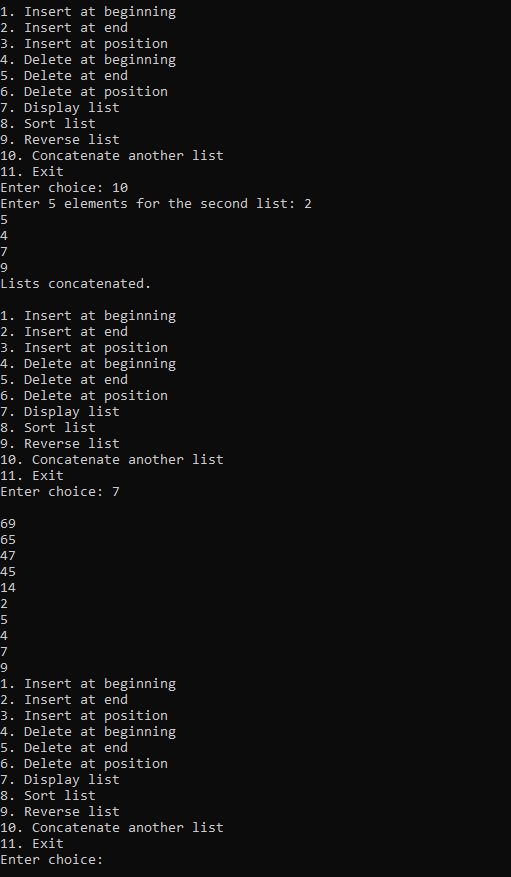 1. Insert at beginning
2. Insert at end
3. Insert at position
4. Delete at beginning
5. Delete at end
6. Delete at position
7. Display list
8. Sort list
9. Reverse list
10. Concatenate another list
11. Exit
Enter choice: 10
Enter 5 elements for the second list: 2
5
4
7
9
Lists concatenated.

1. Insert at beginning
2. Insert at end
3. Insert at position
4. Delete at beginning
5. Delete at end
6. Delete at position
7. Display list
8. Sort list
9. Reverse list
10. Concatenate another list
11. Exit
Enter choice: 7

69
65
47
45
14
2
5
4
7
9
1. Insert at beginning
2. Insert at end
3. Insert at position
4. Delete at beginning
5. Delete at end
6. Delete at position
7. Display list
8. Sort list
9. Reverse list
10. Concatenate another list
11. Exit
Enter choice: